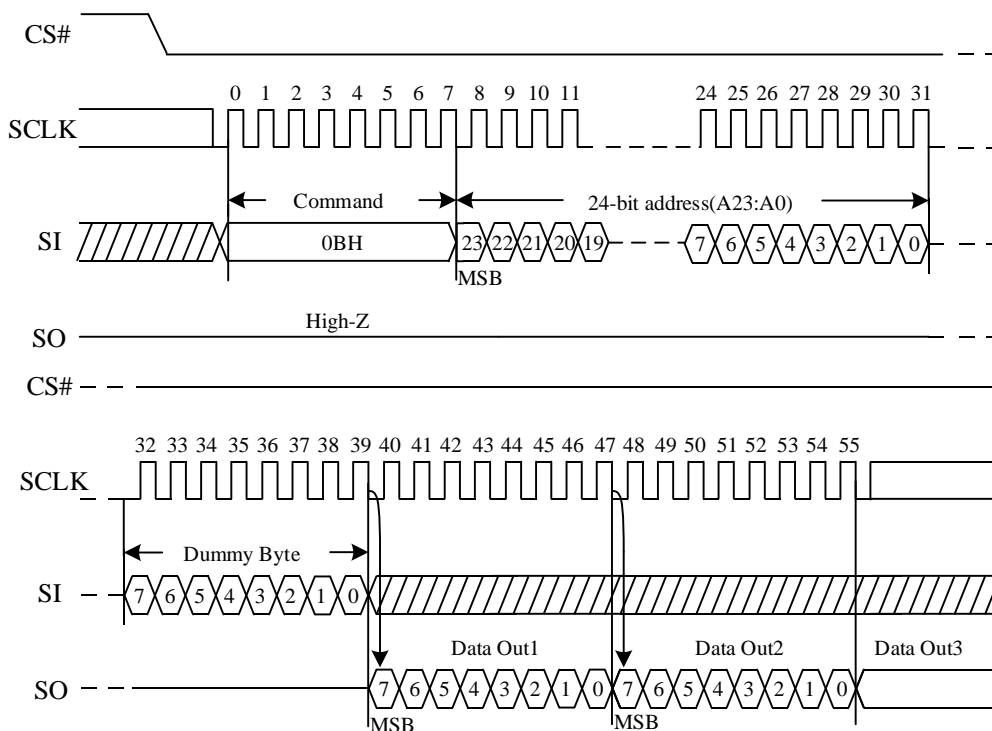 CS#
0 1 2 3 4 5 6 7 8 9 10 11 24 25 26 27 28 29 30 31
SCLK
Command 24-bit address(A23:A0)
SI 0BH 23 22 21 20 19 7 6 5 4 3 2 1 0
MSB
High-Z
SO
CS#
32 33 34 35 36 37 38 39 40 41 42 43 44 45 46 47 48 49 50 51 52 53 54 55
SCLK
Dummy Byte
SI 7 6 5 4 3 2 1 0
Data Out1 Data Out2 Data Out3
SO 7 6 5 4 3 2 1 0 7 6 5 4 3 2 1 0
MSB MSB